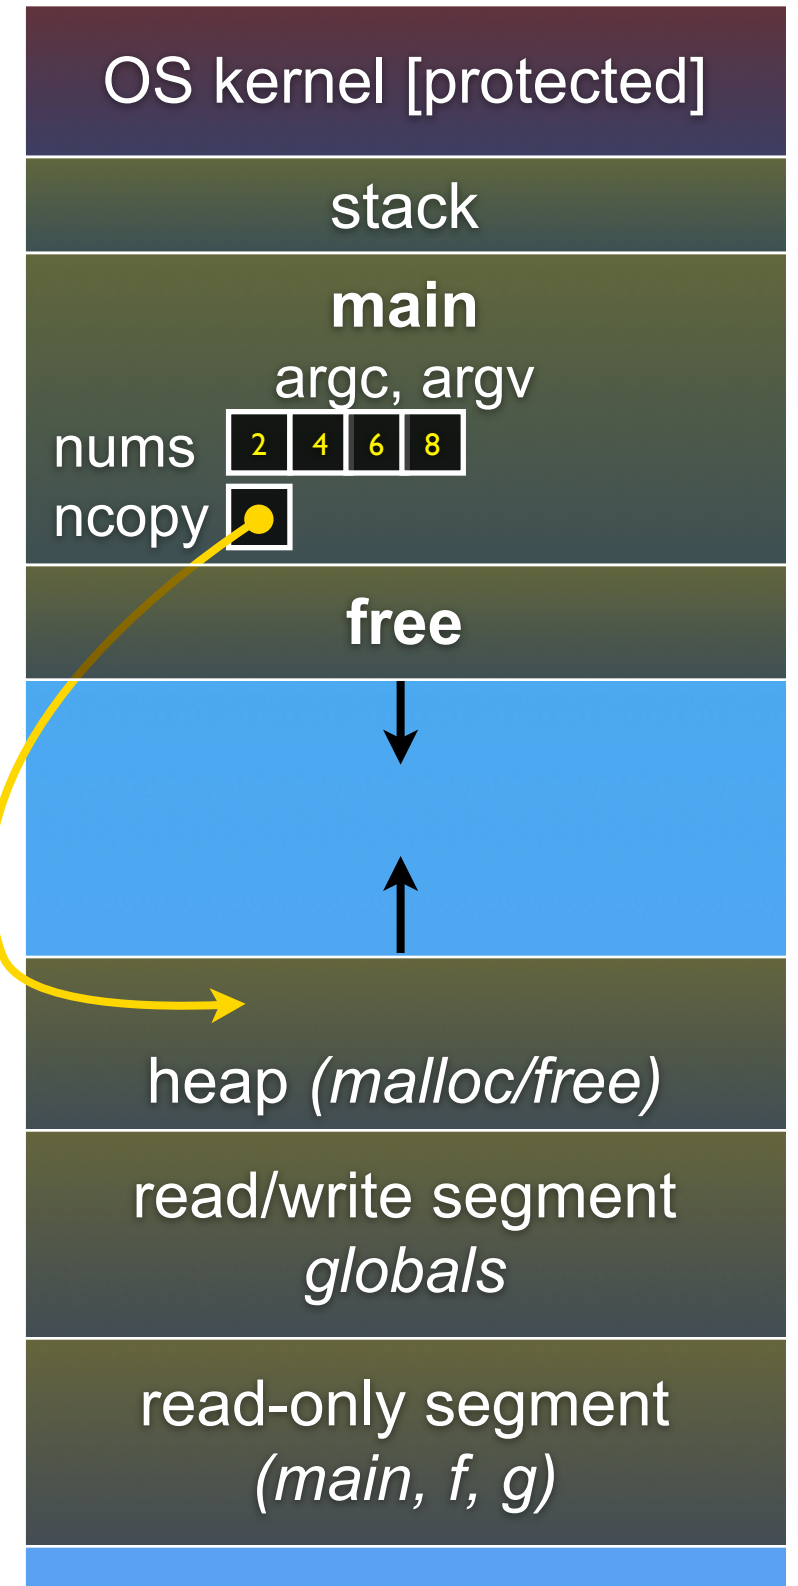 OS kernel [protected]
stack
main
argc, argv
nums 2 4 6 8
ncopy
free
heap (malloc/free)
read/write segment
globals
read-only segment
(main, f, g)